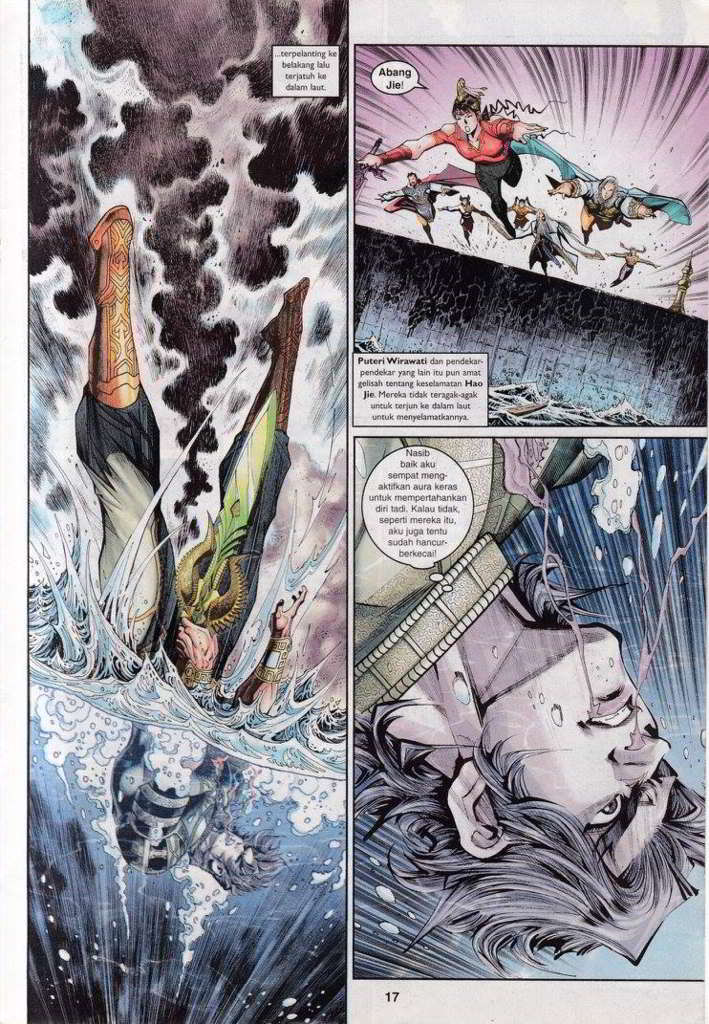 ...terpelanting ke
belakang lalu
terjatuh ke
dalam laut.
Abang
Jie!
Puteri Wirawati dan pendekar-
pendekar yang lain itu pun amat
gelisah tentang keselamatan Hao
Jie. Mereka tidak teragak-agak
untuk terjun ke dalam laut
untuk menyelamatkannya.
Nasib
baik aku
sempat meng-
aktifkan aura keras
untuk mempertahankan
diri tadi. Kalau tidak,
seperti mereka itu,
aku juga tentu
sudah hancur-
berkecai!
17